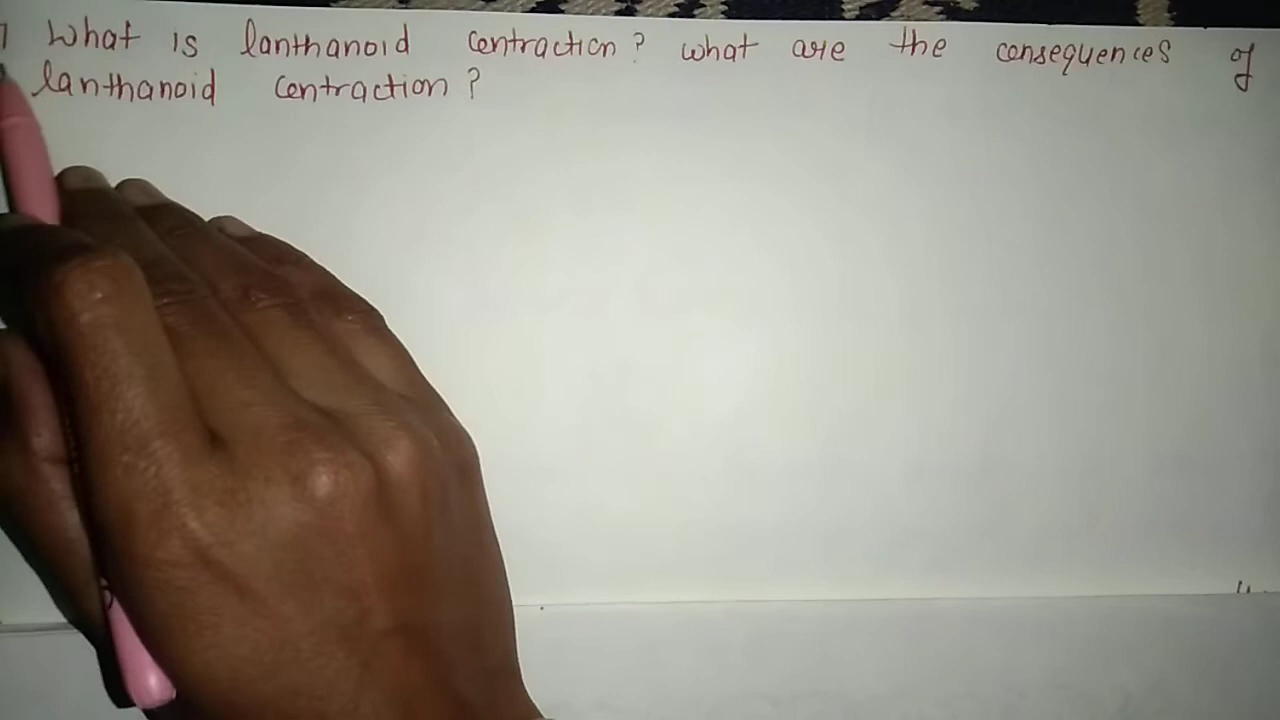 What is lanthanoid contraction? what are the consequences of
lanthanoid contraction?